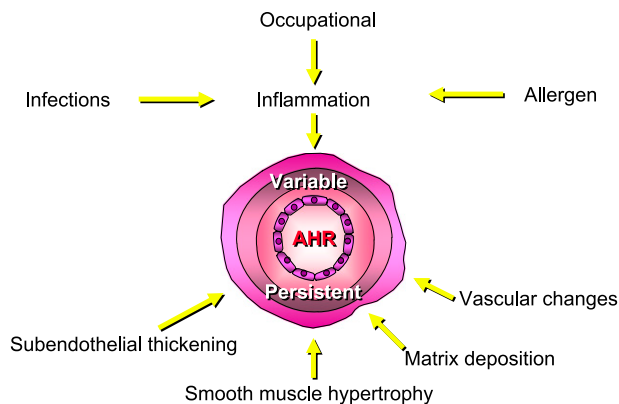 Occupational
Infections
Inflammation
Allergen
Variable
AHR
Persistent
Vascular changes
Subendothelial thickening
Matrix deposition
Smooth muscle hypertrophy